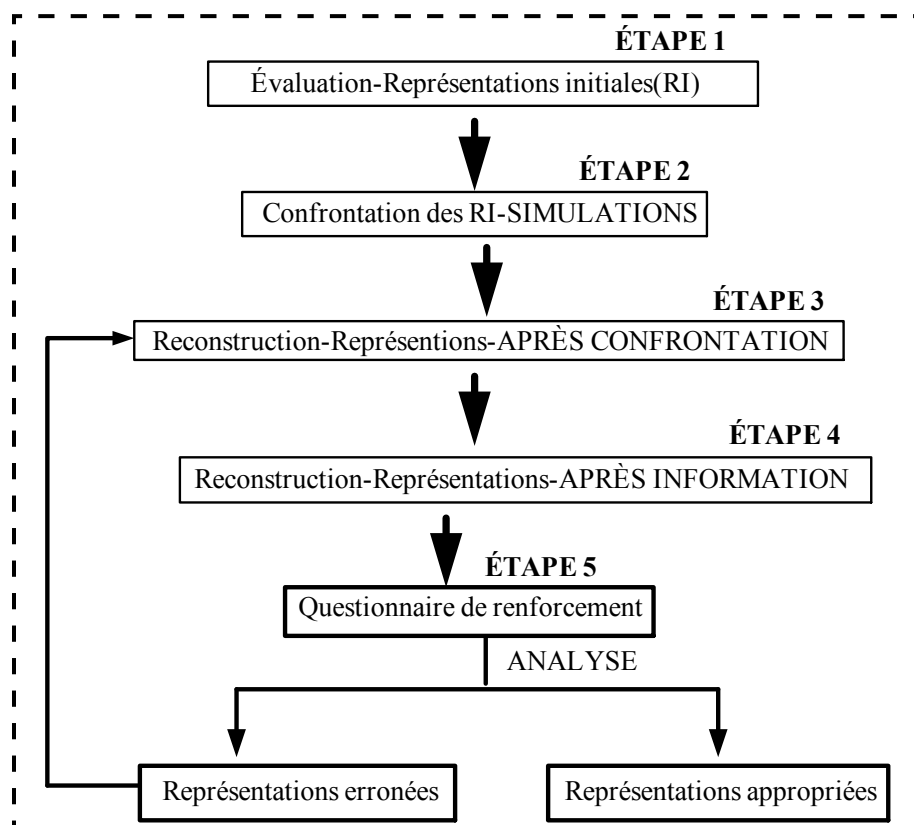 ÉTAPE 1
Évaluation-Représentations initiales(RI)
ÉTAPE 2
Confrontation des RI-SIMULATIONS
ÉTAPE 3
Reconstruction-Représentions-APRÈS CONFRONTATION
ÉTAPE 4
Reconstruction-Représentations-APRÈS INFORMATION
ÉTAPE 5
Questionnaire de renforcement
ANALYSE
Représentations erronées
Représentations appropriées